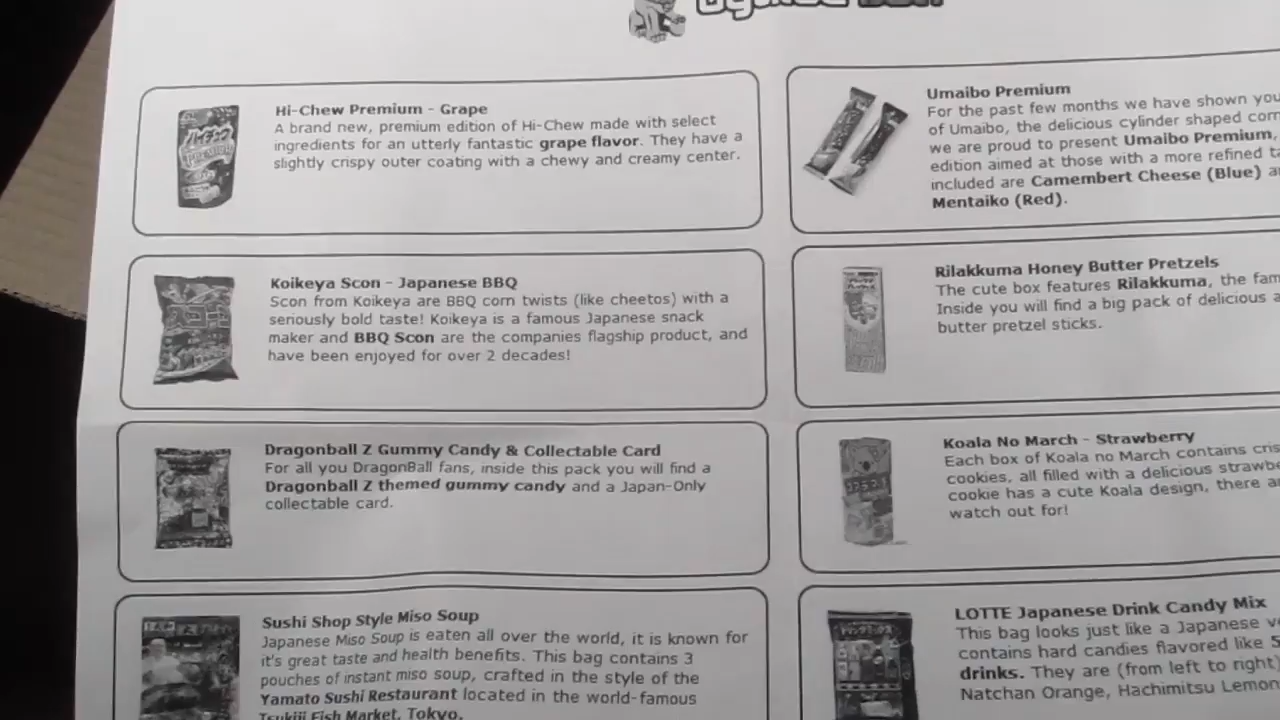 Hi-Chew Premium - Grape
A brand new, premium edition of Hi-Chew made with select
ingredients for an utterly fantastic grape flavor. They have a
slightly crispy outer coating with a chewy and creamy center.
Umaibo Premium
For the past few months we have shown you
of Umaibo, the delicious cylinder shaped
we are proud to present Umaibo Premium,
edition aimed at those with a more refined
included are Camembert Cheese (Blue)
Mentaiko (Red).
Koikeya Scon - Japanese BBQ
Scon from Koikeya are BBQ corn twists (like cheetos) with a
seriously bold taste! Koikeya is a famous Japanese snack
maker and BBQ Scon are the companies flagship product, and
have been enjoyed for over 2 decades!
Rilakkuma Honey Butter Pretzels
The cute box features Rilakkuma, the
Inside you will find a big pack of delicious
butter pretzel sticks.
Dragonball Z Gummy Candy & Collectable Card
For all you DragonBall fans, inside this pack you will find a
Dragonball Z themed gummy candy and a Japan-Only
collectable card.
Koala No March - Strawberry
Each box of Koala no March contains
cookies, all filled with a delicious
cookie has a cute Koala design, there
watch out for!
Sushi Shop Style Miso Soup
Japanese Miso Soup is eaten all over the world, it is known for
it's great taste and health benefits. This bag contains 3
pouches of instant miso soup, crafted in the style of the
Yamato Sushi Restaurant located in the world-famous
Tsukiji Fish Market, Tokyo.
LOTTE Japanese Drink Candy Mix
This bag looks just like a Japanese
contains hard candies flavored like 5
drinks. They are (from left to right)
Natchan Orange, Hachimitsu Lemon